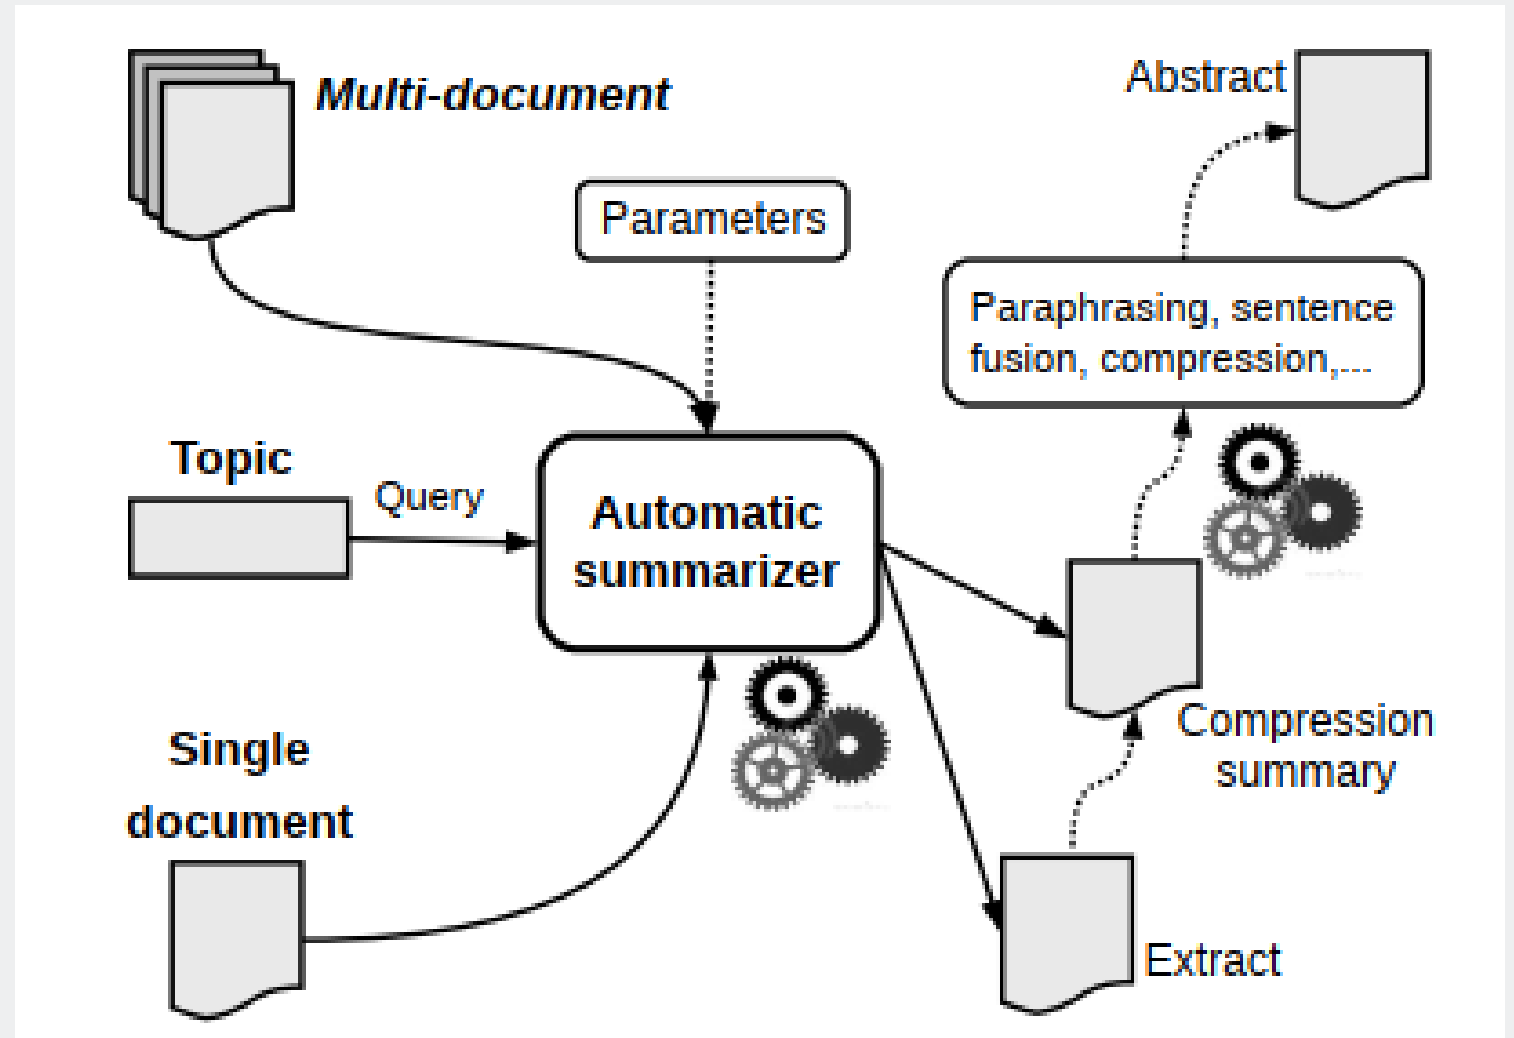 Multi-document
Abstract
Parameters
Paraphrasing, sentence
fusion, compression,...
Topic
Query
Automatic
summarizer
Single
document
Compression
summary
Extract